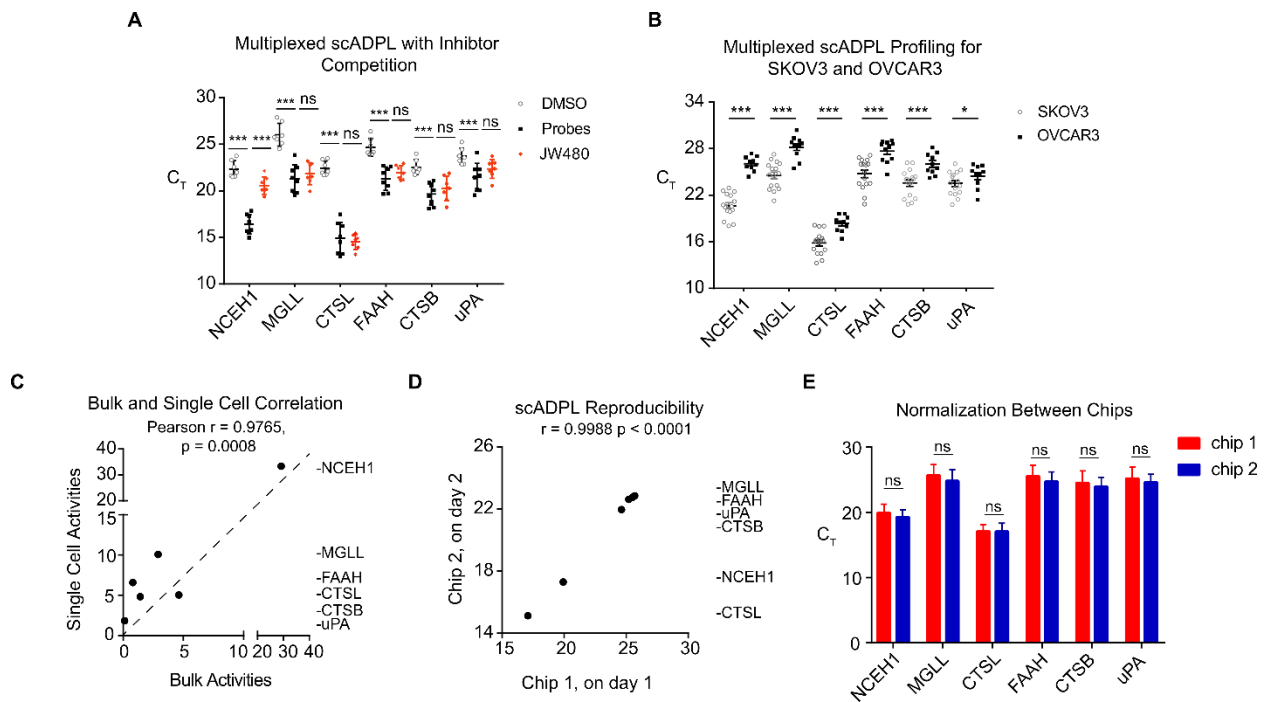 A
Multiplexed scADPL with Inhibtor
Competition
30
25
20
15
10
C_T
*** *** *** ns *** ns *** ns *** ns *** ns
NCEH1 MGLL CTSL FAAH CTSB uPA
DMSO
Probes
JW480
B
Multiplexed scADPL Profiling for
SKOV3 and OVCAR3
34
28
22
16
10
C_T
*** *** *** *** *** *
NCEH1 MGLL CTSL FAAH CTSB uPA
SKOV3
OVCAR3
C
Bulk and Single Cell Correlation
Pearson r = 0.9765,
p = 0.0008
Single Cell Activities
40
30
20
15
10
5
0
0 5 10 20 30 40
Bulk Activities
-NCEH1
-MGLL
-FAAH
-CTSL
-CTSB
-uPA
D
scADPL Reproducibility
r = 0.9988 p < 0.0001
Chip 2, on day 2
26
22
18
14
15 20 25 30
Chip 1, on day 1
-MGLL
-FAAH
-uPA
-CTSB
-NCEH1
-CTSL
E
Normalization Between Chips
30
20
10
0
C_T
ns ns ns ns ns ns
NCEH1 MGLL CTSL FAAH CTSB uPA
chip 1
chip 2